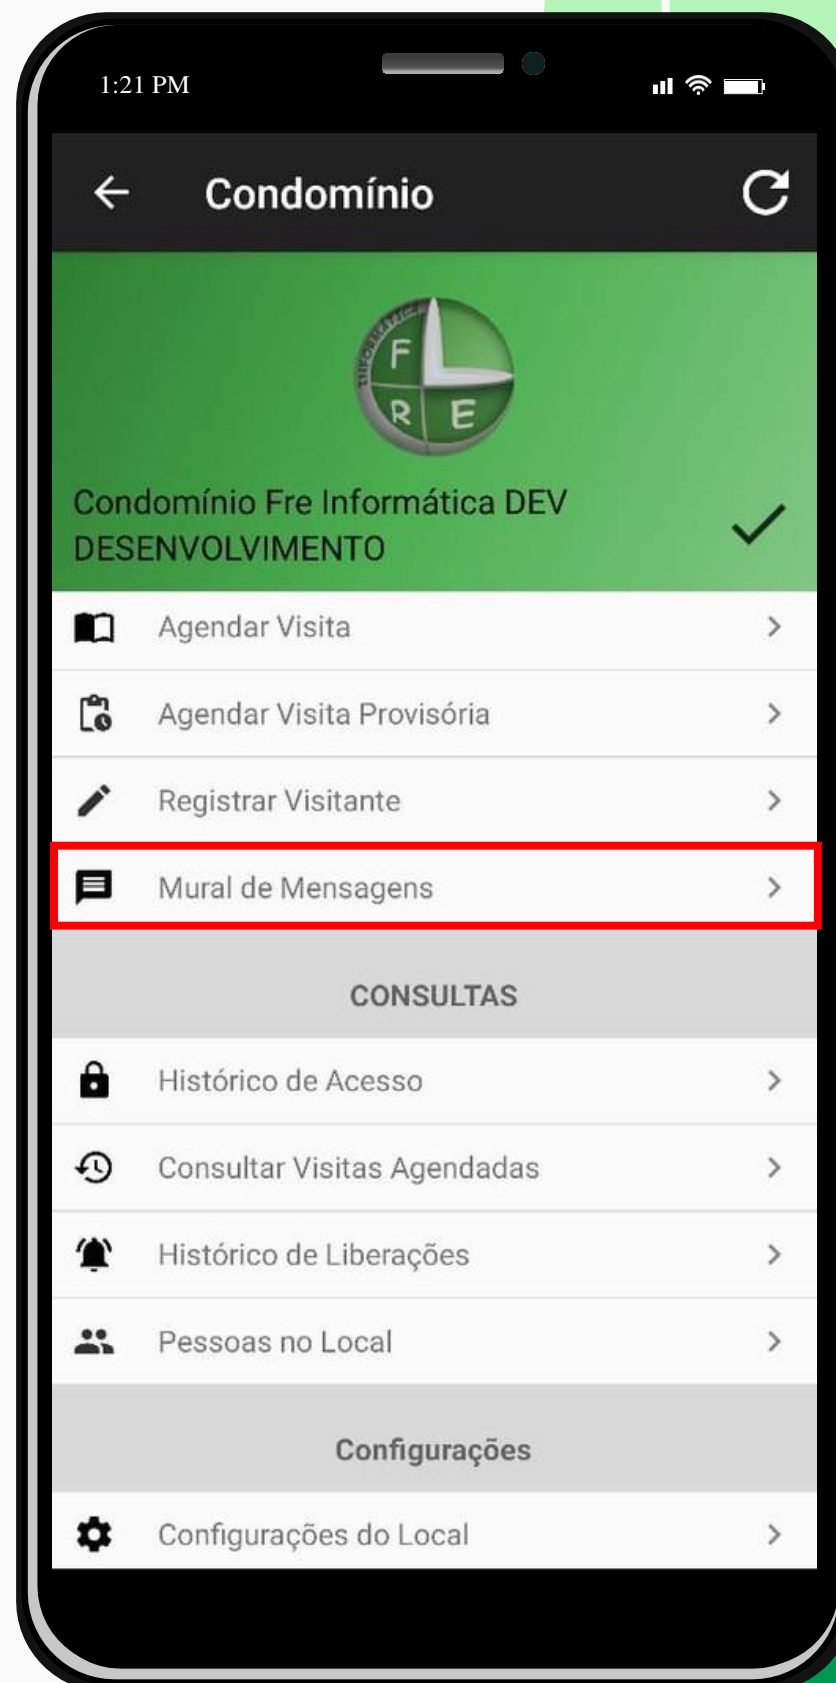 1:21 PM
Condomínio
INFORMÁTICA
F
R E
Condomínio Fre Informática DEV
DESENVOLVIMENTO
Agendar Visita
Agendar Visita Provisória
Registrar Visitante
Mural de Mensagens
CONSULTAS
Histórico de Acesso
Consultar Visitas Agendadas
Histórico de Liberações
Pessoas no Local
Configurações
Configurações do Local